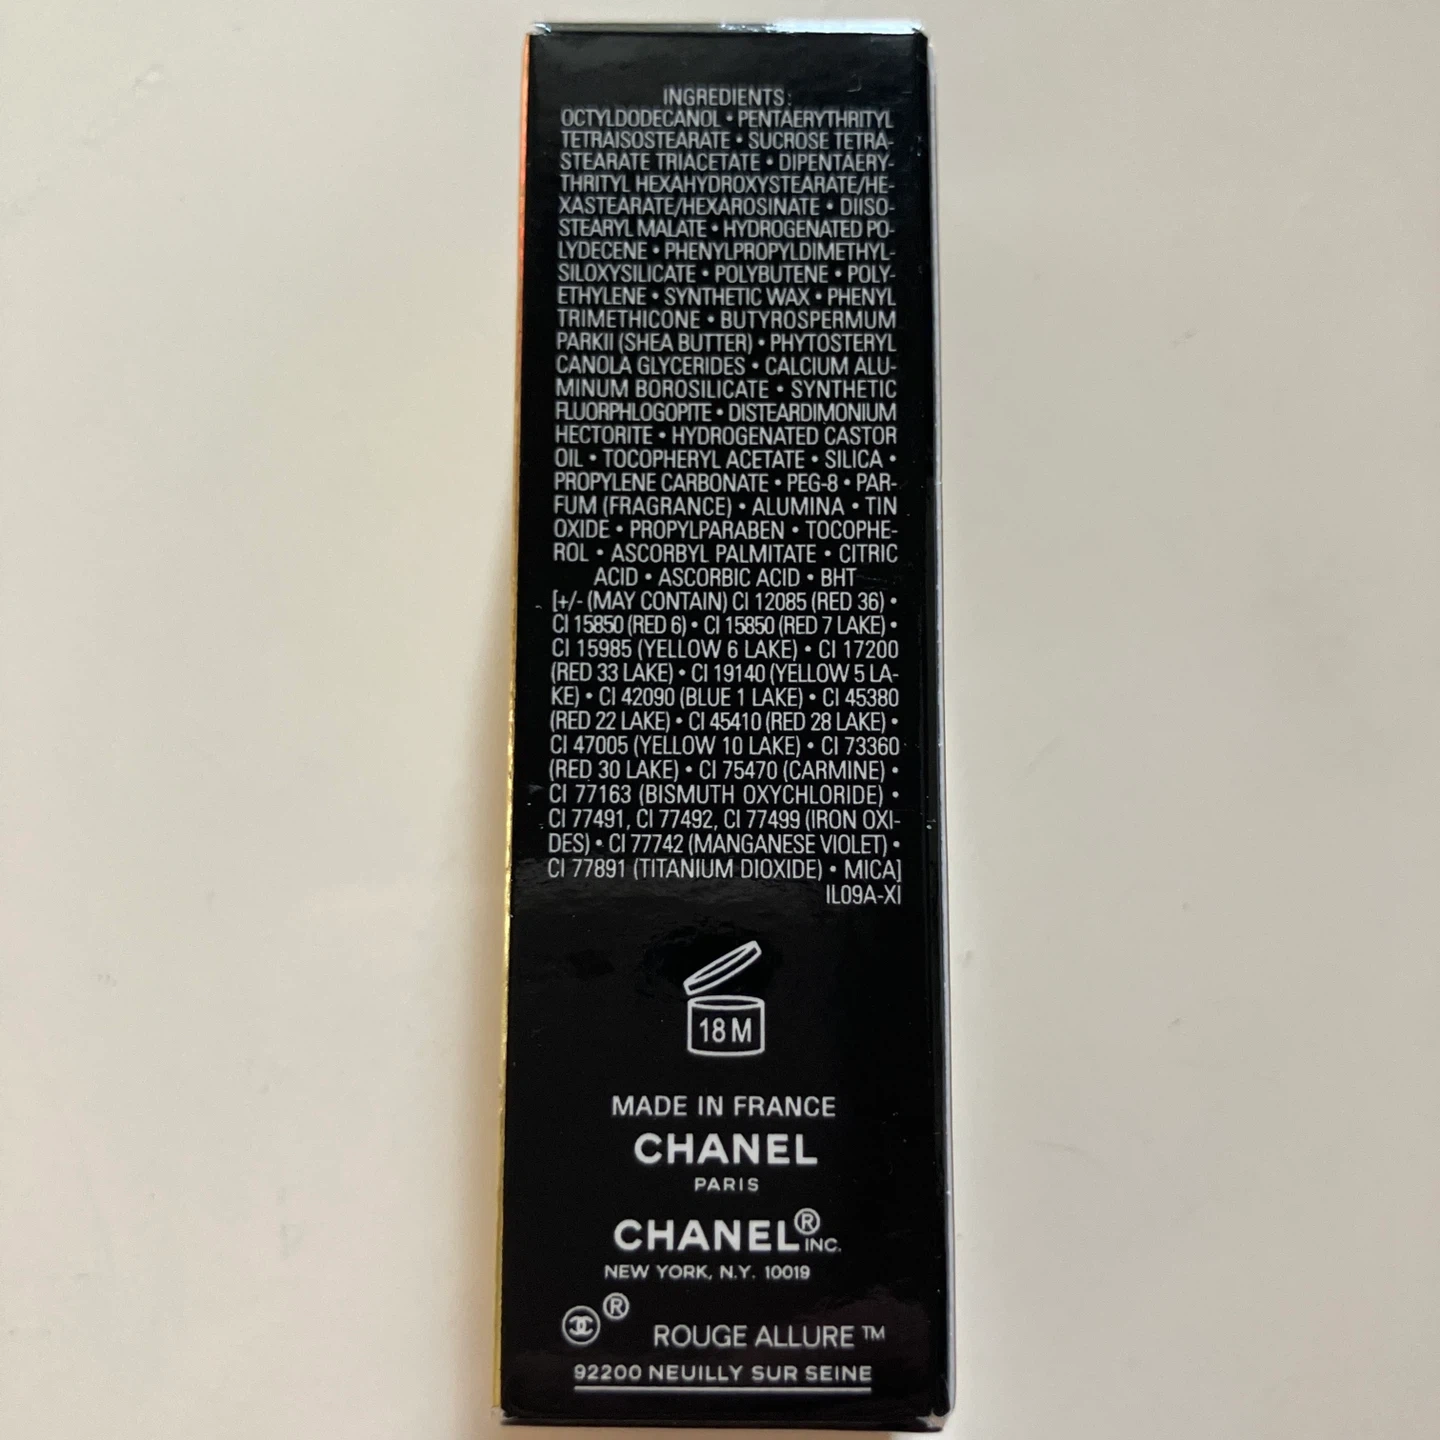 INGREDIENTS:
OCTYLDODECANOL • PENTAERYTHRITYL
TETRAISOSTEARATE • SUCROSE TETRA-
STEARATE TRIACETATE • DIPENTAERY-
THRITYL HEXAHYDROXYSTEARATE/HE-
XASTEARATE/HEXAROSINATE • DIISO-
STEARYL MALATE • HYDROGENATED PO-
LYDECENE • PHENYLPROPYLDIMETHYL-
SILOXYSILICATE • POLYBUTENE • POLY-
ETHYLENE • SYNTHETIC WAX • PHENYL
TRIMETHICONE • BUTYROSPERMUM
PARKII (SHEA BUTTER) • PHYTOSTERYL
CANOLA GLYCERIDES • CALCIUM ALU-
MINUM BOROSILICATE • SYNTHETIC
FLUORPHLOGOPITE • DISTEARDIMONIUM
HECTORITE • HYDROGENATED CASTOR
OIL • TOCOPHERYL ACETATE • SILICA •
PROPYLENE CARBONATE • PEG-8 • PAR-
FUM (FRAGRANCE) • ALUMINA • TIN
OXIDE • PROPYLPARABEN • TOCOPHE-
ROL • ASCORBYL PALMITATE • CITRIC
ACID • ASCORBIC ACID • BHT
[+/- (MAY CONTAIN) CI 12085 (RED 36) •
CI 15850 (RED 6) • CI 15850 (RED 7 LAKE) •
CI 15985 (YELLOW 6 LAKE) • CI 17200
(RED 33 LAKE) • CI 19140 (YELLOW 5 LA-
KE) • CI 42090 (BLUE 1 LAKE) • CI 45380
(RED 22 LAKE) • CI 45410 (RED 28 LAKE) •
CI 47005 (YELLOW 10 LAKE) • CI 73360
(RED 30 LAKE) • CI 75470 (CARMINE) •
CI 77163 (BISMUTH OXYCHLORIDE) •
CI 77491, CI 77492, CI 77499 (IRON OXI-
DES) • CI 77742 (MANGANESE VIOLET) •
CI 77891 (TITANIUM DIOXIDE) • MICA]
IL09A-XI
18 M
MADE IN FRANCE
CHANEL
PARIS
CHANEL® INC.
NEW YORK, N.Y. 10019
® ROUGE ALLURE ™
92200 NEUILLY SUR SEINE